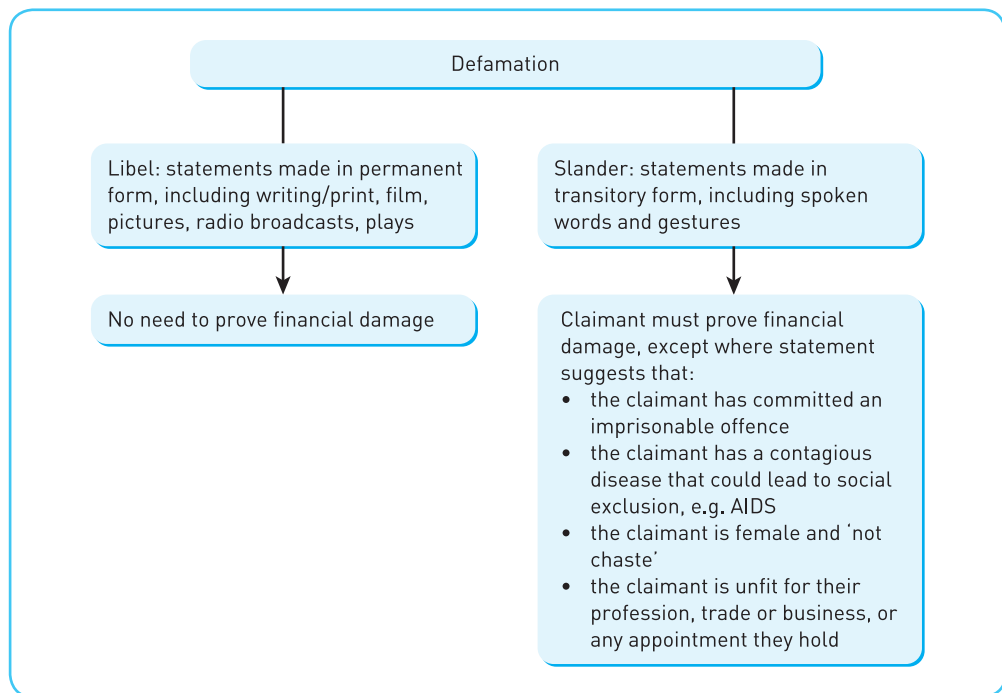 Defamation
Libel: statements made in permanent
form, including writing/print, film,
pictures, radio broadcasts, plays
No need to prove financial damage
Slander: statements made in
transitory form, including spoken
words and gestures
Claimant must prove financial
damage, except where statement
suggests that:
• the claimant has committed an
imprisonable offence
• the claimant has a contagious
disease that could lead to social
exclusion, e.g. AIDS
• the claimant is female and ‘not
chaste’
• the claimant is unfit for their
profession, trade or business, or
any appointment they hold